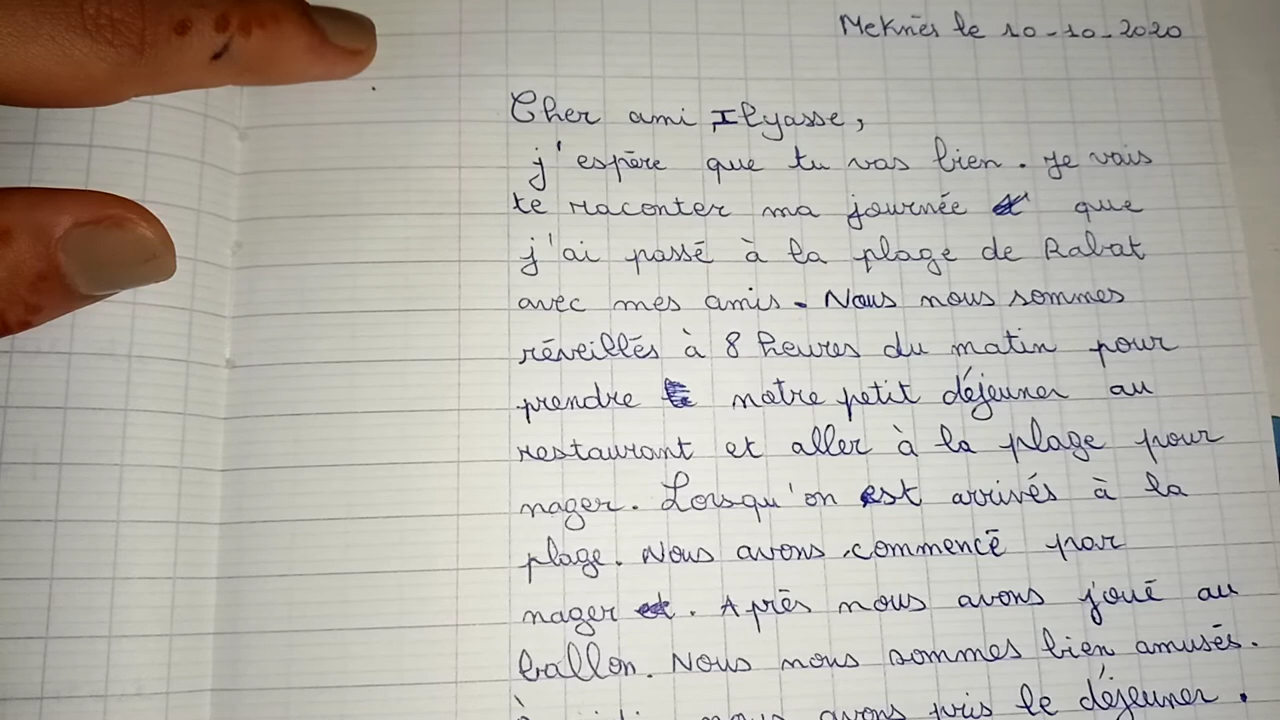 Meknès le 10-10-2020
Cher ami Ilyasse,
j'espère que tu vas bien. Je vais
te raconter ma journée que
j'ai passé à la plage de Rabat
avec mes amis. Nous nous sommes
réveillés à 8 heures du matin pour
prendre notre petit déjeuner au
restaurant et aller à la plage pour
nager. Lorsqu'on est arrivés à la
plage. Nous avons commencé par
nager. Après nous avons joué au
ballon. Nous nous sommes bien amusés.
nous avons pris le déjeuner.